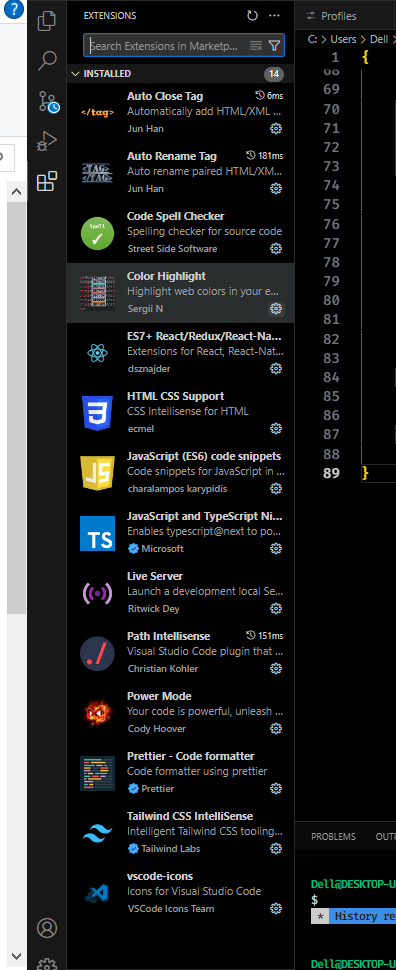 ?
EXTENSIONS
Search Extensions in Marketp...
INSTALLED
14
</tag>
Auto Close Tag
6ms
Automatically add HTML/XML ...
Jun Han
<TAG>
<TAG>
Auto Rename Tag
181ms
Auto rename paired HTML/XM...
Jun Han
Spell
Code Spell Checker
Spelling checker for source code
Street Side Software
Color Highlight
Highlight web colors in your e...
Sergii N
ES7+ React/Redux/React-Na...
Extensions for React, React-Nat...
dsznajder
3
HTML CSS Support
CSS Intellisense for HTML
ecmel
JS
JavaScript (ES6) code snippets
Code snippets for JavaScript in ...
charalampos karypidis
TS
JavaScript and TypeScript Ni...
Enables typescript@next to po...
Microsoft
Live Server
Launch a development local Se...
Ritwick Dey
Path Intellisense
151ms
Visual Studio Code plugin that ...
Christian Kohler
Power Mode
Your code is powerful, unleash ...
Cody Hoover
Prettier - Code formatter
Code formatter using prettier
Prettier
Tailwind CSS IntelliSense
Intelligent Tailwind CSS tooling...
Tailwind Labs
vscode-icons
Icons for Visual Studio Code
VSCode Icons Team
Profiles
C: > Users > Dell >
1 {
68
69
70
71
72
73
74
75
76
77
78
79
80
81
82
83
84
85
86
87
88
89 }
PROBLEMS OUTP
Dell@DESKTOP-U
$
* History re
Dell@DESKTOP-U